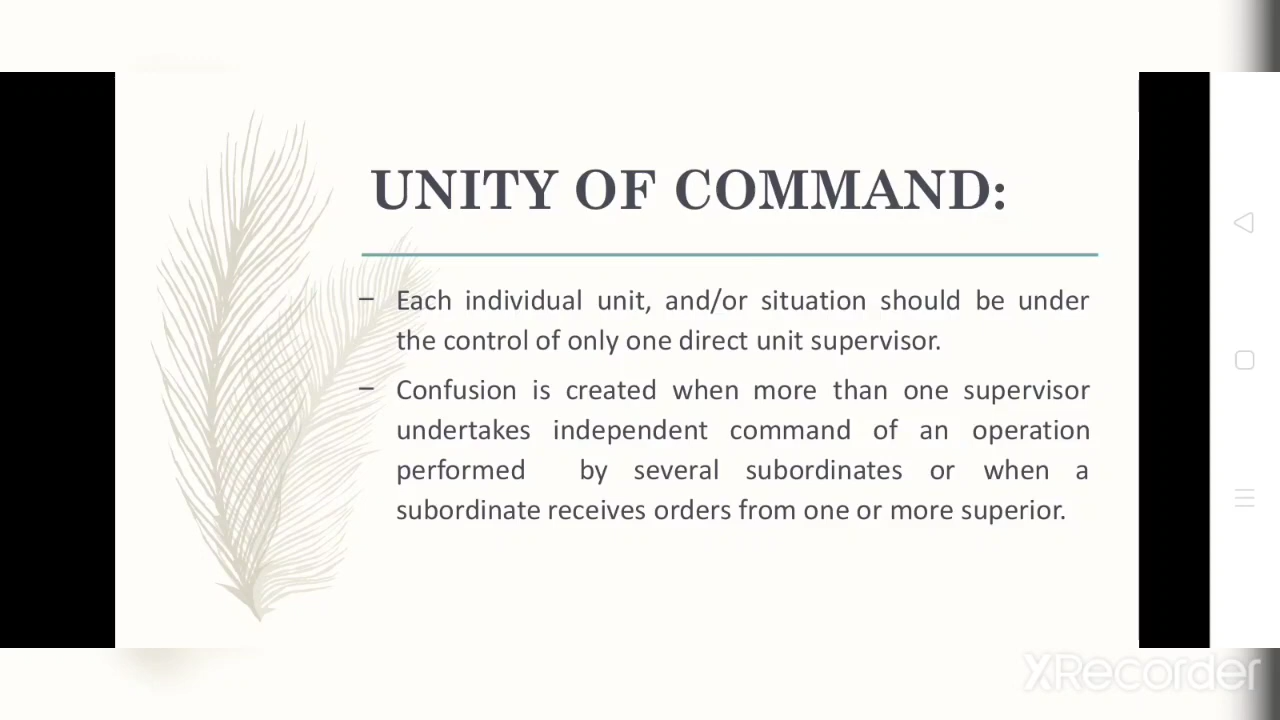 UNITY OF COMMAND:
– Each individual unit, and/or situation should be under
the control of only one direct unit supervisor.
– Confusion is created when more than one supervisor
undertakes independent command of an operation
performed by several subordinates or when a
subordinate receives orders from one or more superior.
XRecorder